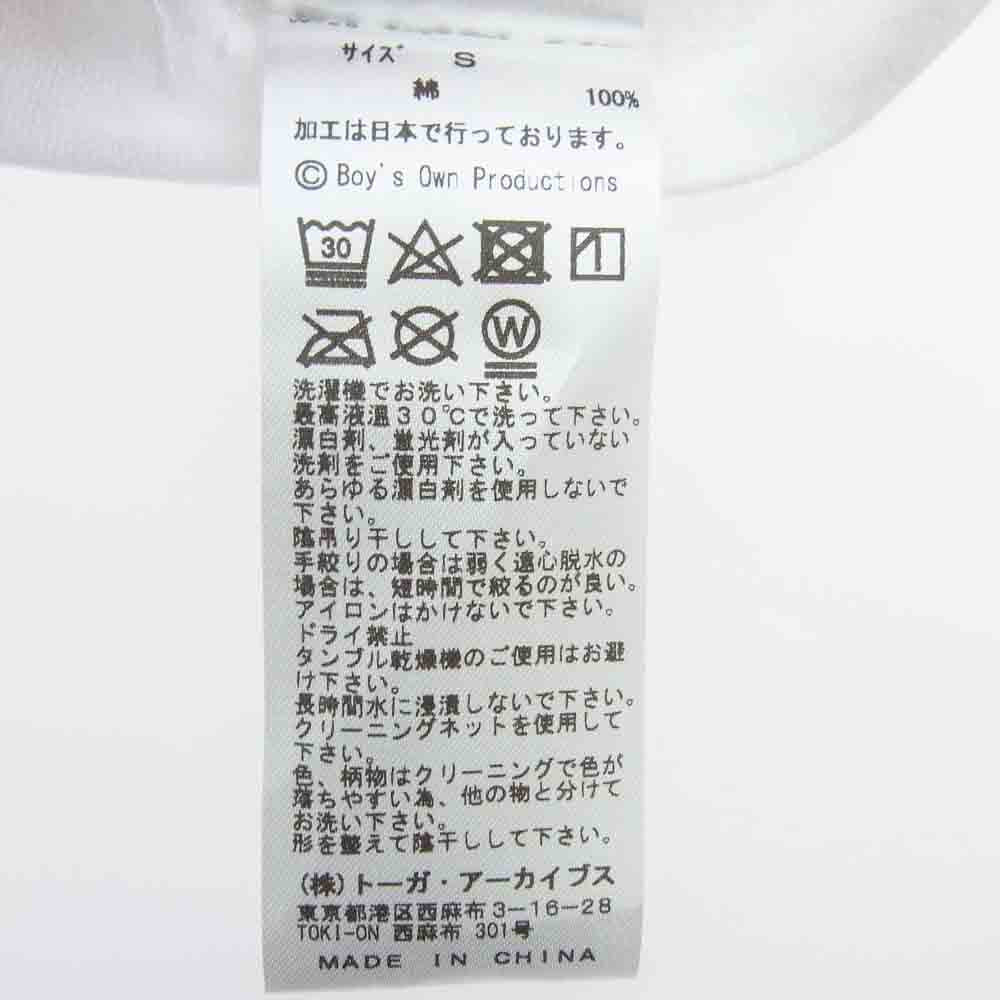 サイズ S
綿 100%
加工は日本で行っております。
© Boy's Own Productions
30
W
洗濯機でお洗い下さい。
最高液温30℃で洗って下さい。
漂白剤、蛍光剤が入っていない
洗剤をご使用下さい。
あらゆる漂白剤を使用しないで
下さい。
陰吊り干しして下さい。
手絞りの場合は弱く遠心脱水の
場合は、短時間で絞るのが良い。
アイロンはかけないで下さい。
ドライ禁止
タンブル乾燥機のご使用はお避
け下さい。
長時間水に浸漬しないで下さい。
クリーニングネットを使用して
下さい。
色、柄物はクリーニングで色が
落ちやすい為、他の物と分けて
お洗い下さい。
形を整えて陰干しして下さい。
(株)トーガ・アーカイブス
東京都港区西麻布3-16-28
TOKI-ON 西麻布 301号
MADE IN CHINA